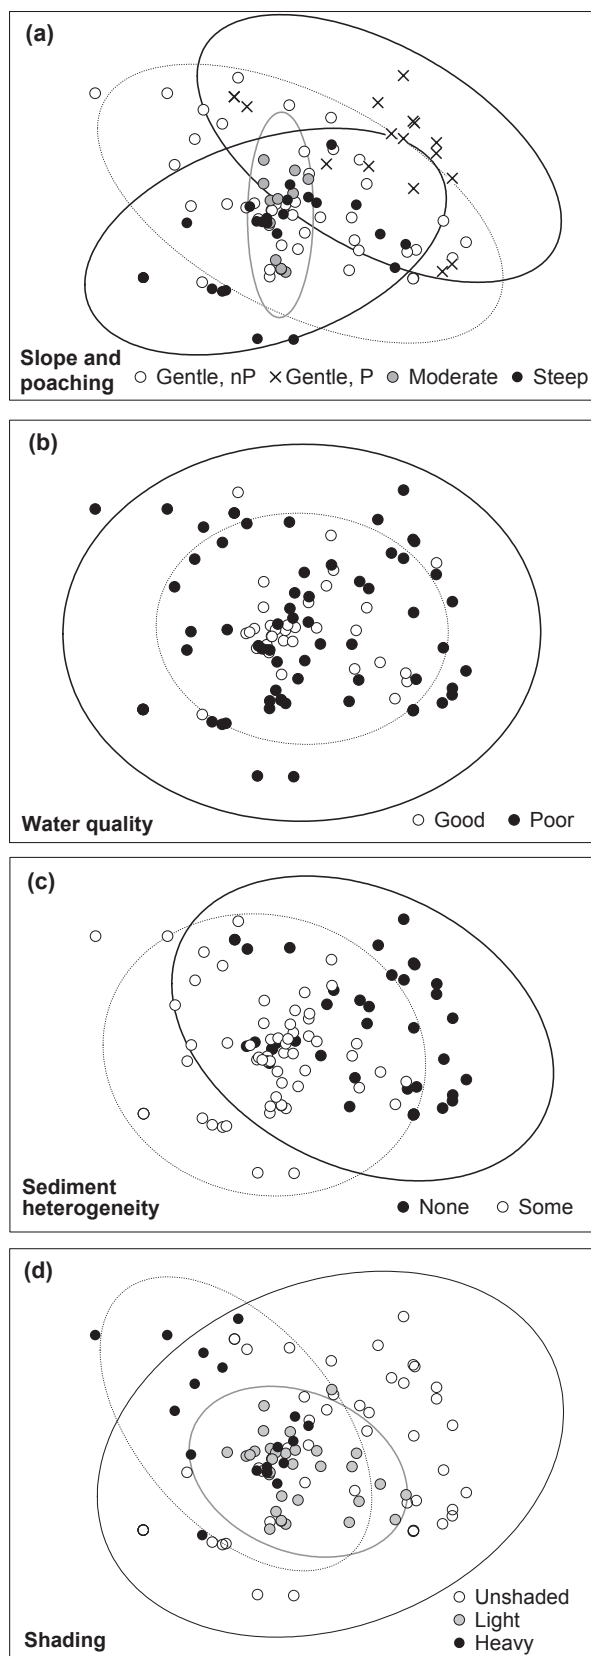 (a)
Slope and
poaching
Gentle, nP
Gentle, P
Moderate
Steep
(b)
Water quality
Good
Poor
(c)
Sediment
heterogeneity
None
Some
(d)
Unshaded
Light
Heavy
Shading